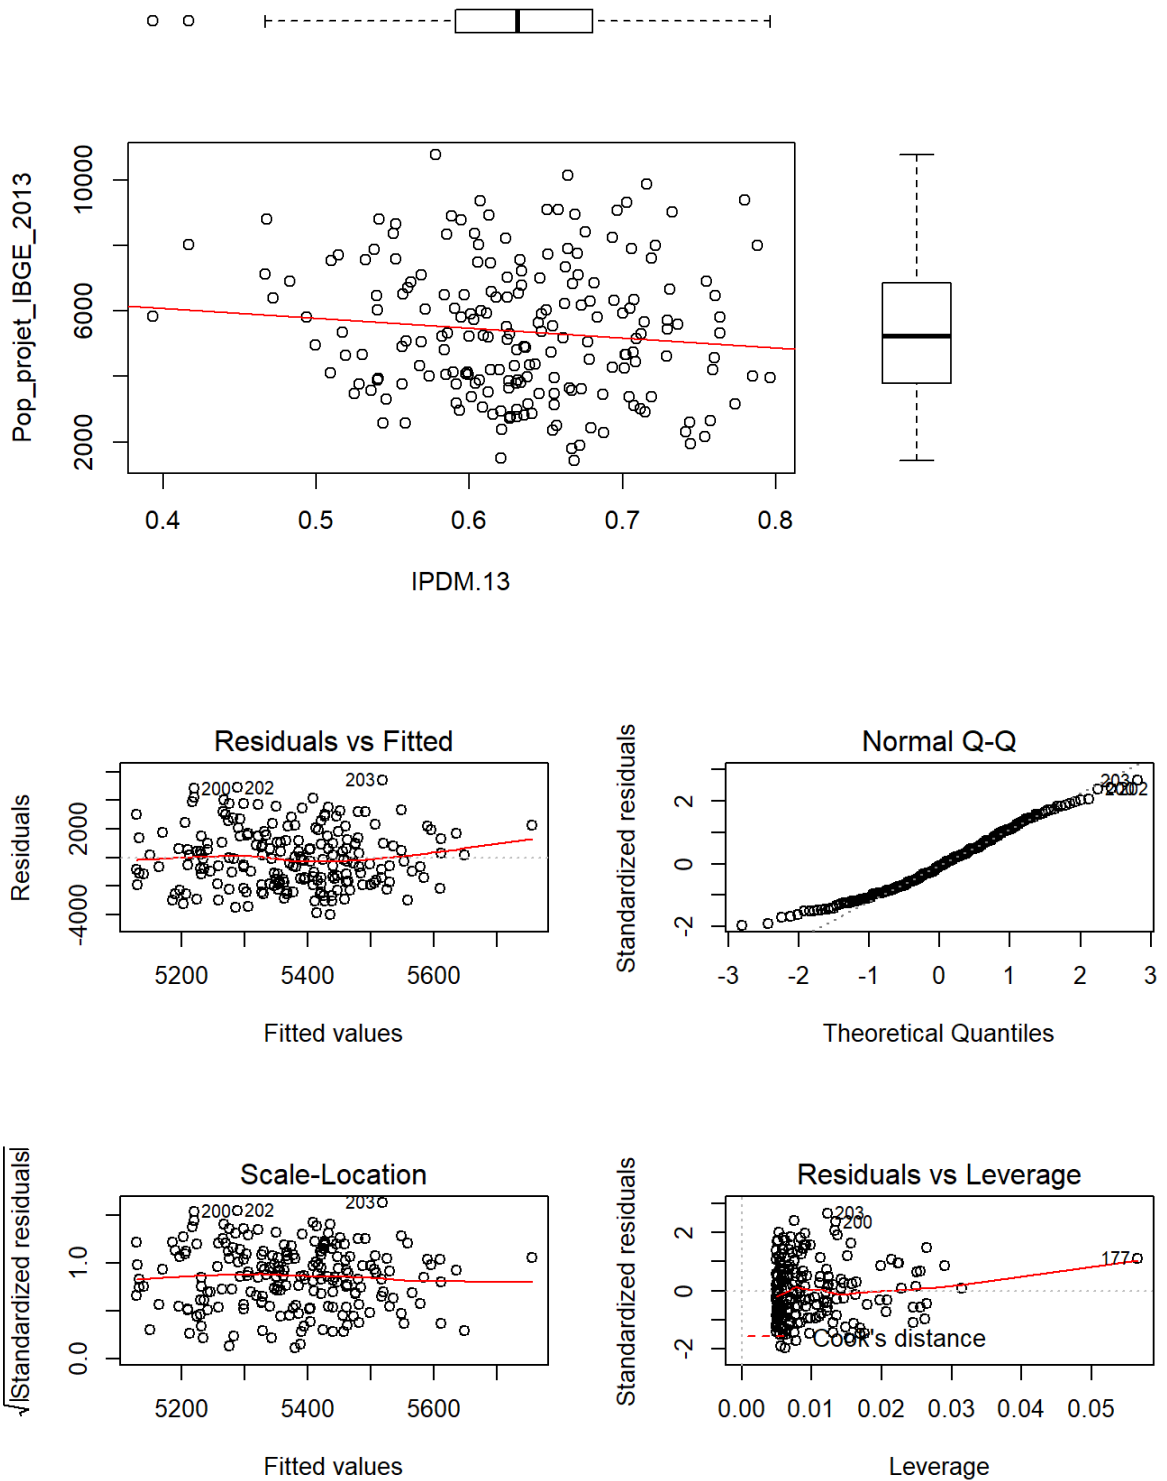 Pop_projet_IBGE_2013
10000
6000
2000
0.4 0.5 0.6 0.7 0.8
IPDM.13
Residuals vs Fitted
Residuals
2000
-4000
200 202 203
5200 5400 5600
Fitted values
Normal Q-Q
Standardized residuals
2
0
-2
203
202
-3 -2 -1 0 1 2 3
Theoretical Quantiles
Scale-Location
√|Standardized residuals|
1.0
0.0
200 202 203
5200 5400 5600
Fitted values
Residuals vs Leverage
Standardized residuals
2
0
-2
203
200
177
Cook's distance
0.00 0.01 0.02 0.03 0.04 0.05
Leverage